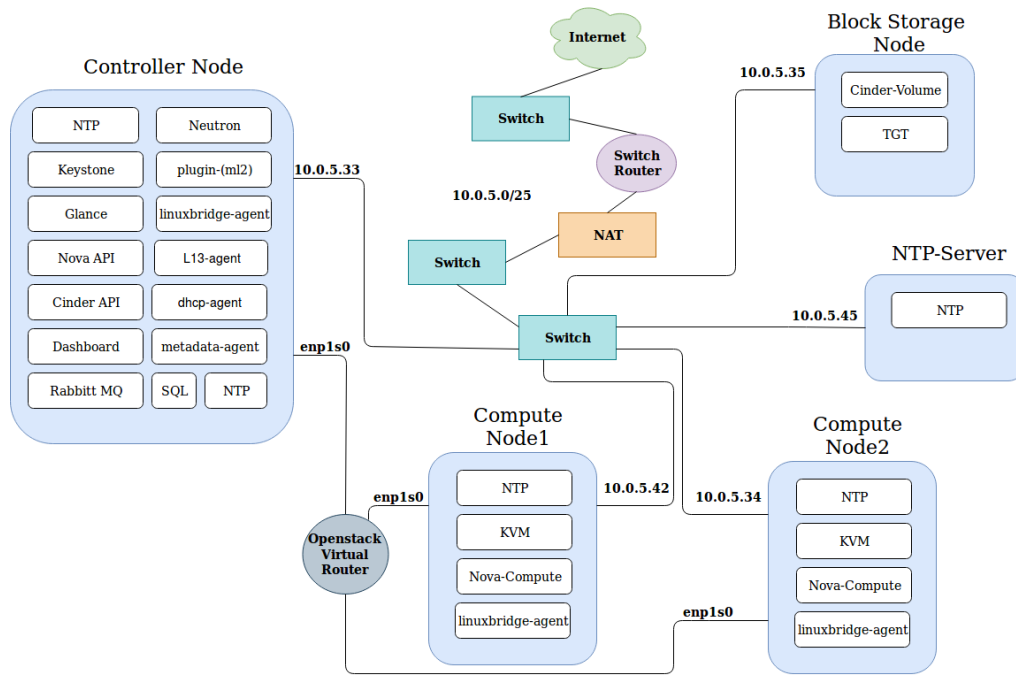 Internet
Switch
Switch
Router
10.0.5.0/25
NAT
Switch
Switch
Controller Node
NTP
Neutron
Keystone
plugin-(ml2)
Glance
linuxbridge-agent
Nova API
L13-agent
Cinder API
dhcp-agent
Dashboard
metadata-agent
Rabbitt MQ
SQL
NTP
10.0.5.33
enp1s0
Block Storage
Node
10.0.5.35
Cinder-Volume
TGT
NTP-Server
10.0.5.45
NTP
Compute
Node1
enp1s0
10.0.5.42
NTP
KVM
Nova-Compute
linuxbridge-agent
Compute
Node2
10.0.5.34
enp1s0
NTP
KVM
Nova-Compute
linuxbridge-agent
Openstack
Virtual
Router